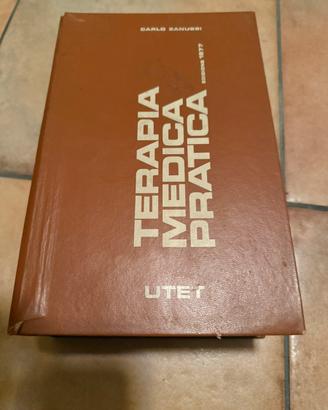 CARLO ZANUSSI
TERAPIA
MEDICA
PRATICA
EDIZIONE 1977
UTET